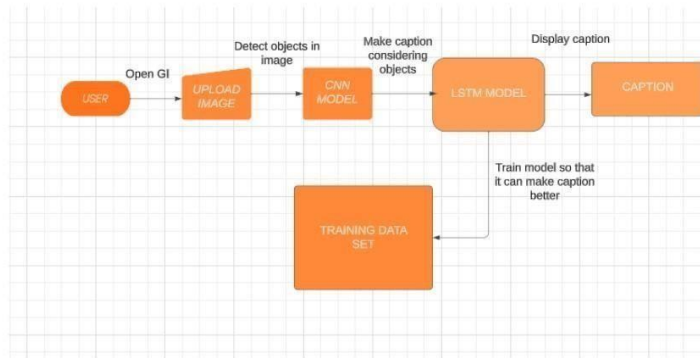 Open GI
Detect objects in
image
Make caption
considering
objects
Display caption
USER
UPLOAD
IMAGE
CNN
MODEL
LSTM MODEL
CAPTION
Train model so that
it can make caption
better
TRAINING DATA
SET